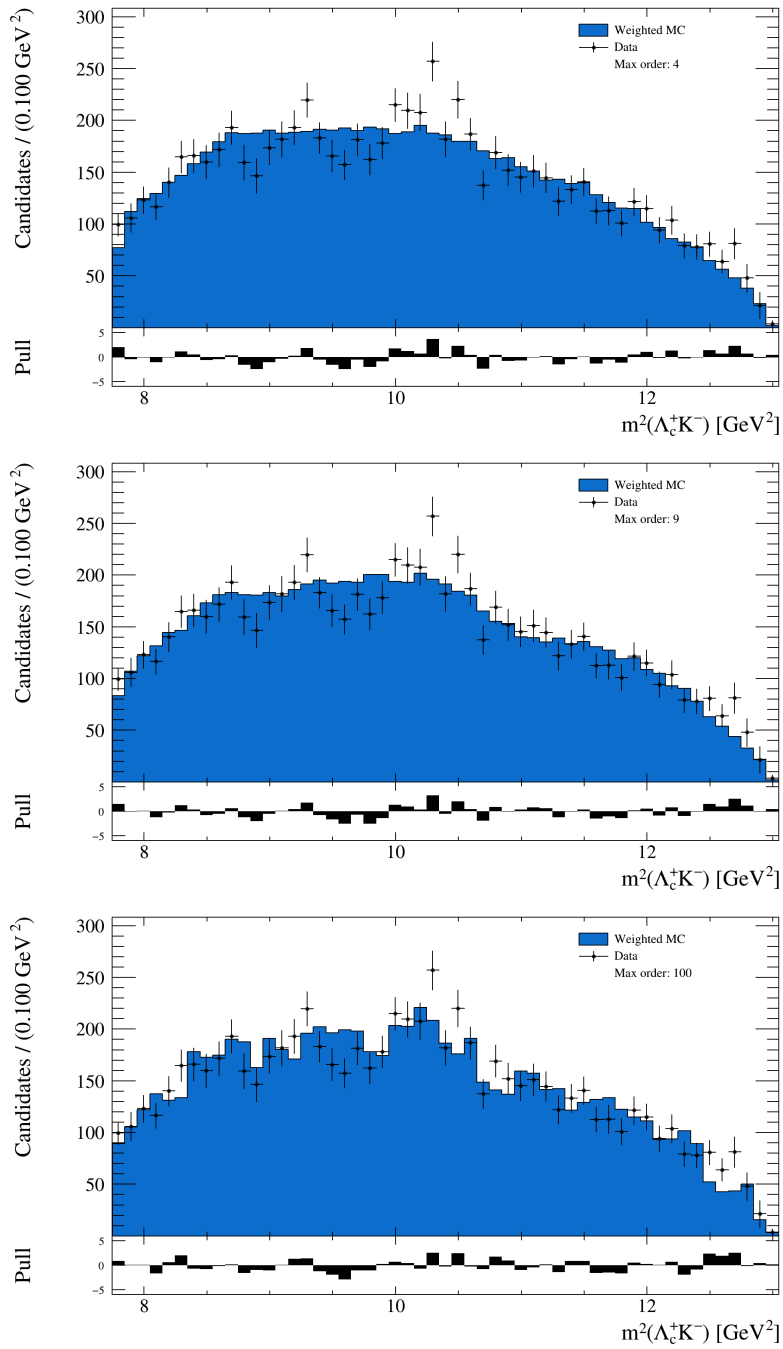 Candidates / (0.100 GeV²)
300
250
200
150
100
50
Weighted MC
Data
Max order: 4
Pull
5
0
−5
8
10
12
m²(Λc⁺K⁻) [GeV²]
Candidates / (0.100 GeV²)
300
250
200
150
100
50
Weighted MC
Data
Max order: 9
Pull
5
0
−5
8
10
12
m²(Λc⁺K⁻) [GeV²]
Candidates / (0.100 GeV²)
300
250
200
150
100
50
Weighted MC
Data
Max order: 100
Pull
5
0
−5
8
10
12
m²(Λc⁺K⁻) [GeV²]